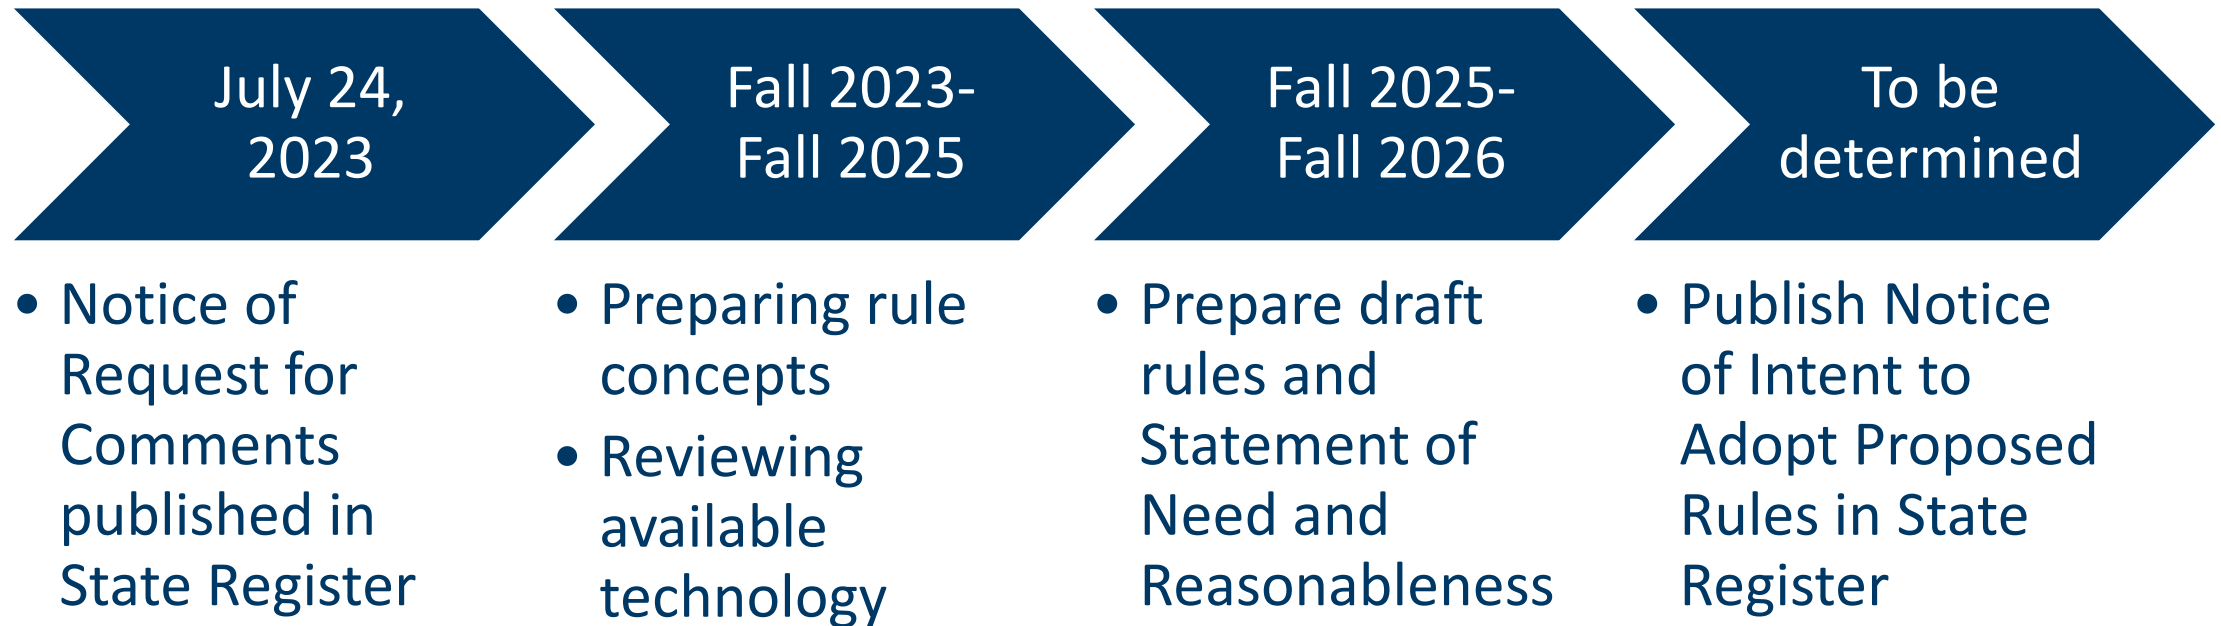 July 24,
2023
• Notice of
Request for
Comments
published in
State Register
Fall 2023-
Fall 2025
• Preparing rule
concepts
• Reviewing
available
technology
Fall 2025-
Fall 2026
• Prepare draft
rules and
Statement of
Need and
Reasonableness
To be
determined
• Publish Notice
of Intent to
Adopt Proposed
Rules in State
Register